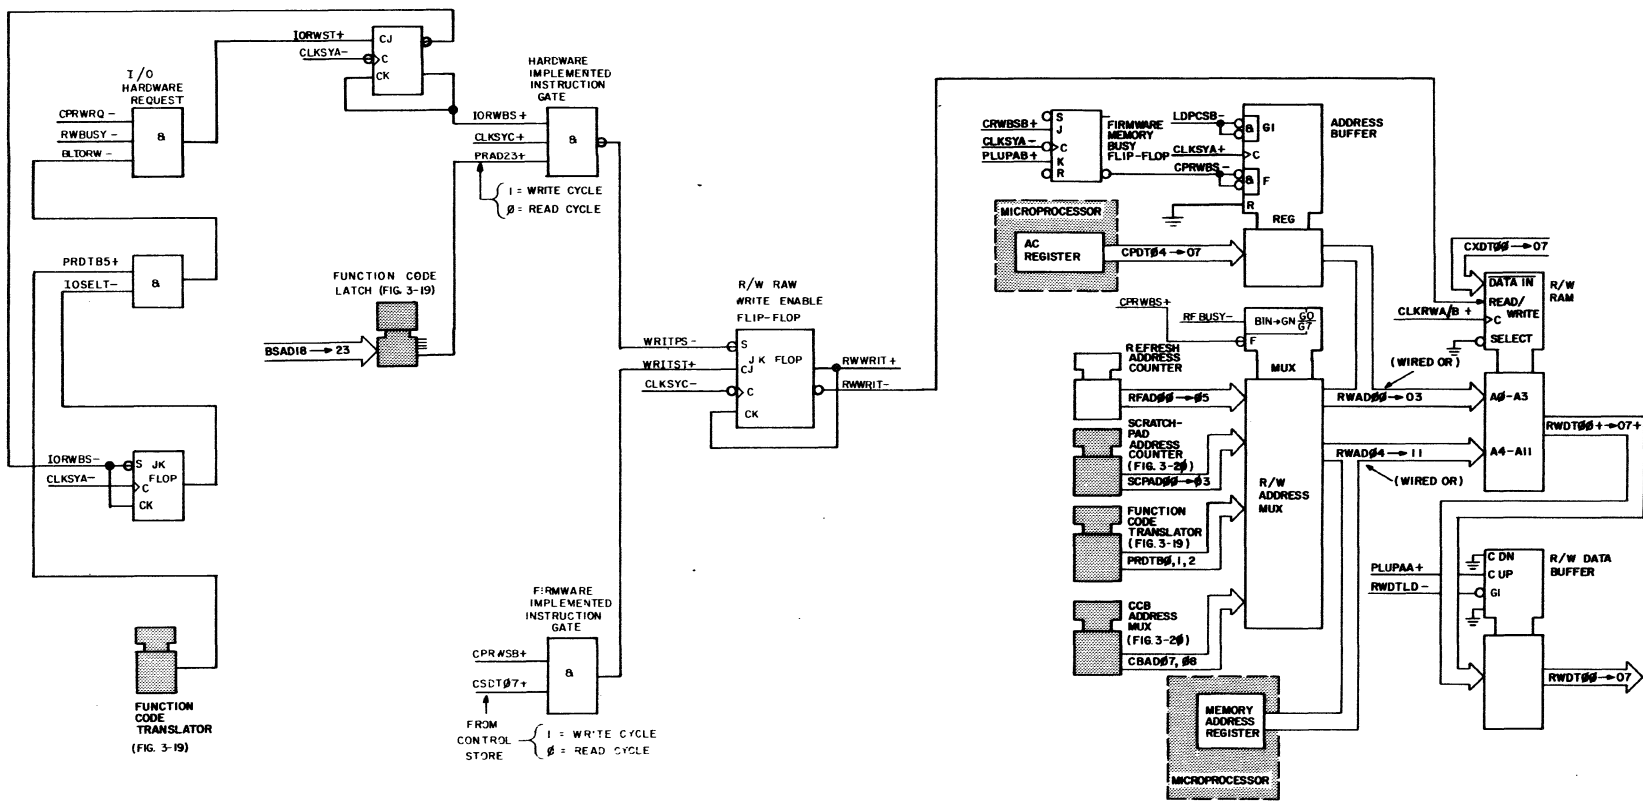 I/O
HARDWARE
REQUEST
CPRWRQ -
RWBUSY -
BLTORW -
&
IORWST+
CLKSYA-
CJ
C
CK
HARDWARE
IMPLEMENTED
INSTRUCTION
GATE
IORWBS+
CLKSYC+
PRAD23+
&
1 = WRITE CYCLE
Ø = READ CYCLE
PRDTB5+
IOSELT-
&
FUNCTION CODE
LATCH (FIG. 3-19)
BSAD18 → 23
IORWBS-
CLKSYA-
S JK
FLOP
C
CK
FUNCTION
CODE
TRANSLATOR
(FIG. 3-19)
R/W RAW
WRITE ENABLE
FLIP-FLOP
WRITPS-
WRITST+
CLKSYC-
S
JK FLOP
CJ
C
CK
RWWRIT+
RWWRIT-
FIRMWARE
IMPLEMENTED
INSTRUCTION
GATE
CPRWSB+
CSDTØ7+
&
FROM
CONTROL
STORE
1 = WRITE CYCLE
Ø = READ CYCLE
CRWBSB+
CLKSYA-
PLUPAB+
S
J
C
K
R
FIRMWARE
MEMORY
BUSY
FLIP-FLOP
LDPCSB-
CLKSYA+
CPRWBS-
& G1
C
& F
R
REG
ADDRESS
BUFFER
MICROPROCESSOR
AC
REGISTER
CPDTØ4→07
CPRWBS+
RFBUSY-
BIN→GN GØ/G7
F
MUX
REFRESH
ADDRESS
COUNTER
RFADØØ→Ø5
SCRATCH-
PAD
ADDRESS
COUNTER
(FIG. 3-2Ø)
SCPADØØ→Ø3
FUNCTION
CODE
TRANSLATOR
(FIG. 3-19)
PRDTBØ,1,2
CCB
ADDRESS
MUX
(FIG. 3-2Ø)
CBADØ7,Ø8
R/W
ADDRESS
MUX
MEMORY
ADDRESS
REGISTER
MICROPROCESSOR
(WIRED OR)
RWADØØ→03
RWADØ4→11
(WIRED OR)
CXDTØØ→07
DATA IN
READ/
WRITE
C
SELECT
R/W
RAM
CLKRWA/B +
AØ-A3
A4-A11
RWDTØØ+→07+
PLUPAA+
RWDTLD-
C DN
C UP
G1
R/W DATA
BUFFER
RWDTØØ→07